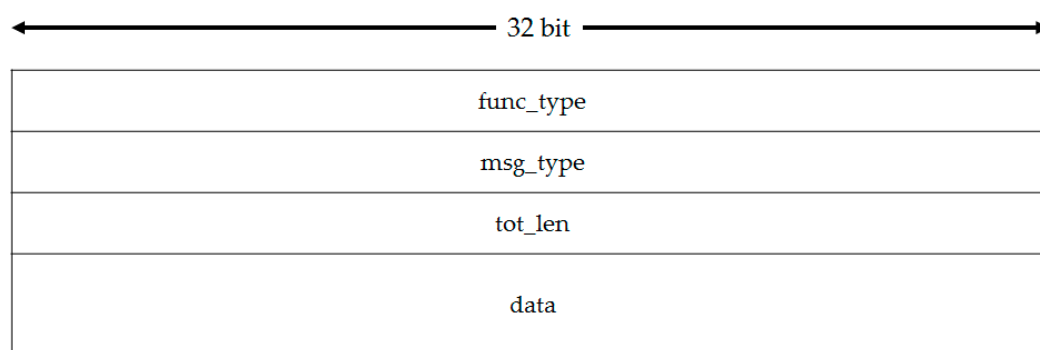 32 bit
func_type
msg_type
tot_len
data